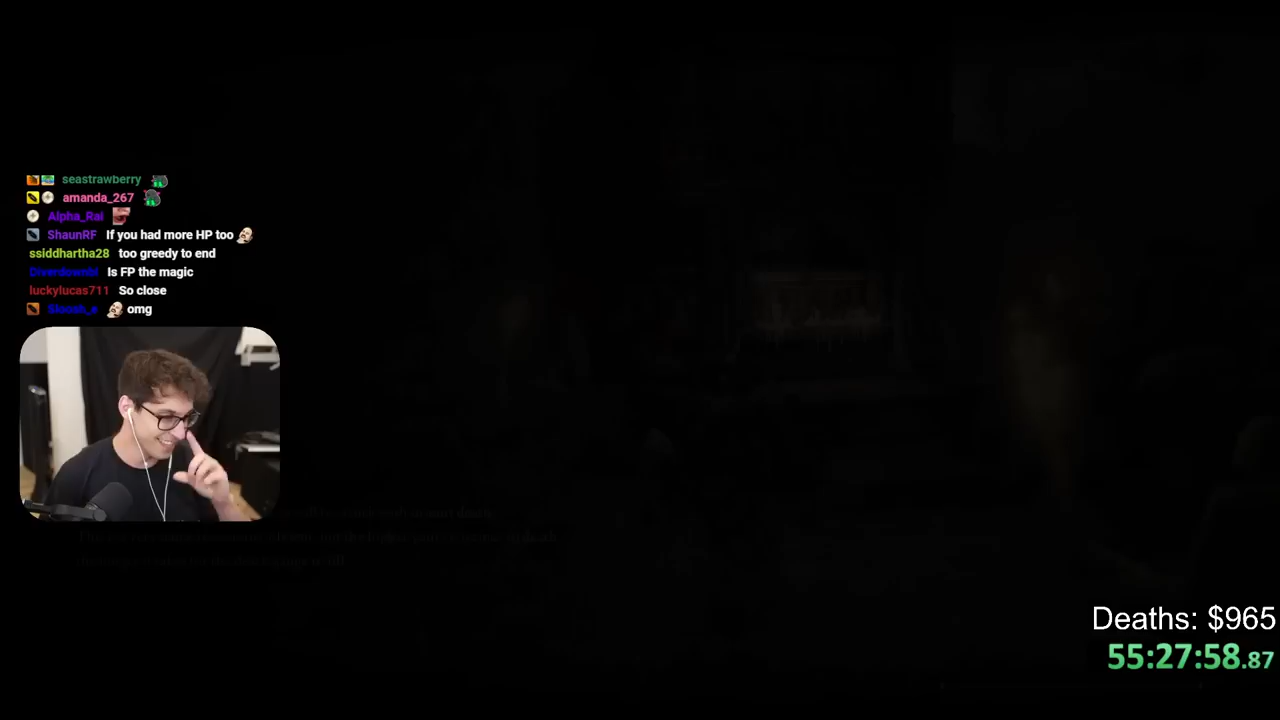 seastrawberry
amanda_267
Alpha_Rai
ShaunRF If you had more HP too
ssiddhartha28 too greedy to end
Diverdownbl Is FP the magic
luckylucas711 So close
omg
Deaths: $965
55:27:58.87